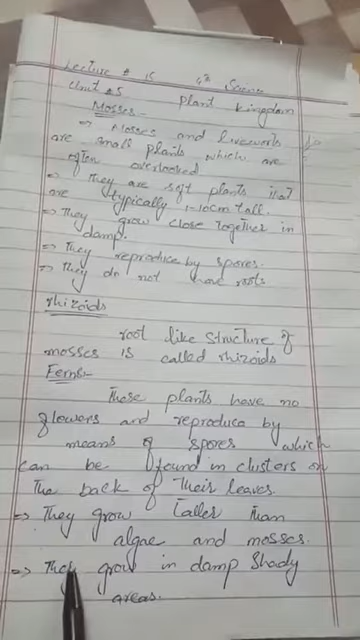 Lecture # 15 4th Science
Unit #5 Plant Kingdom
Mosses:-
⇒ Mosses and liverworts
are small plants which are
often overlooked.
⇒ They are soft plants that
are typically 1-10cm tall.
⇒ They grow close together in
damp.
⇒ They reproduce by spores.
⇒ They do not have roots
rhizoids
root like structure of
mosses is called rhizoids
Ferns:-
These plants have no
flowers and reproduce by
means of spores which
can be found in clusters on
the back of their leaves.
⇒ They grow taller than
algae and mosses.
⇒ They grow in damp shady
areas.